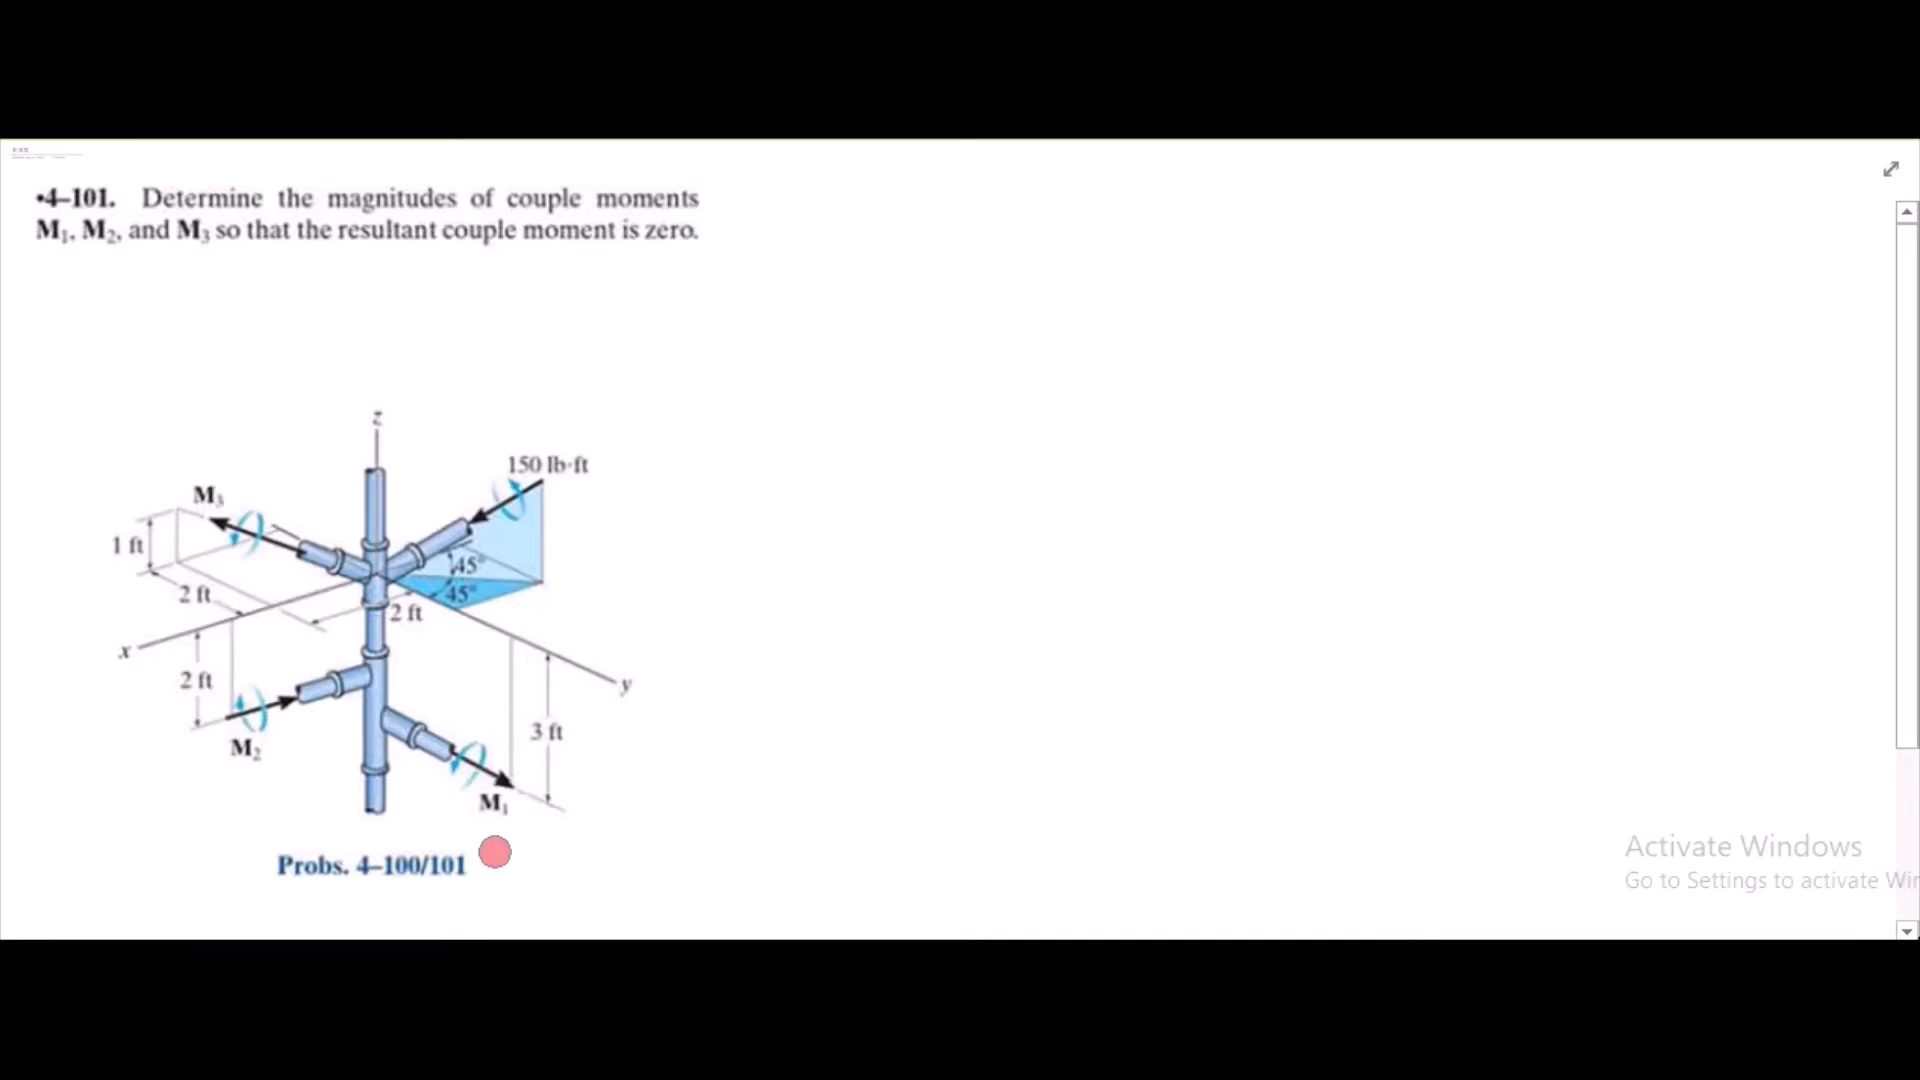 •4–101. Determine the magnitudes of couple moments
M₁, M₂, and M₃ so that the resultant couple moment is zero.
z
150 lb·ft
M₃
1 ft
45°
2 ft
45°
2 ft
x
2 ft
y
3 ft
M₂
M₁
Probs. 4–100/101
Activate Windows
Go to Settings to activate Wi